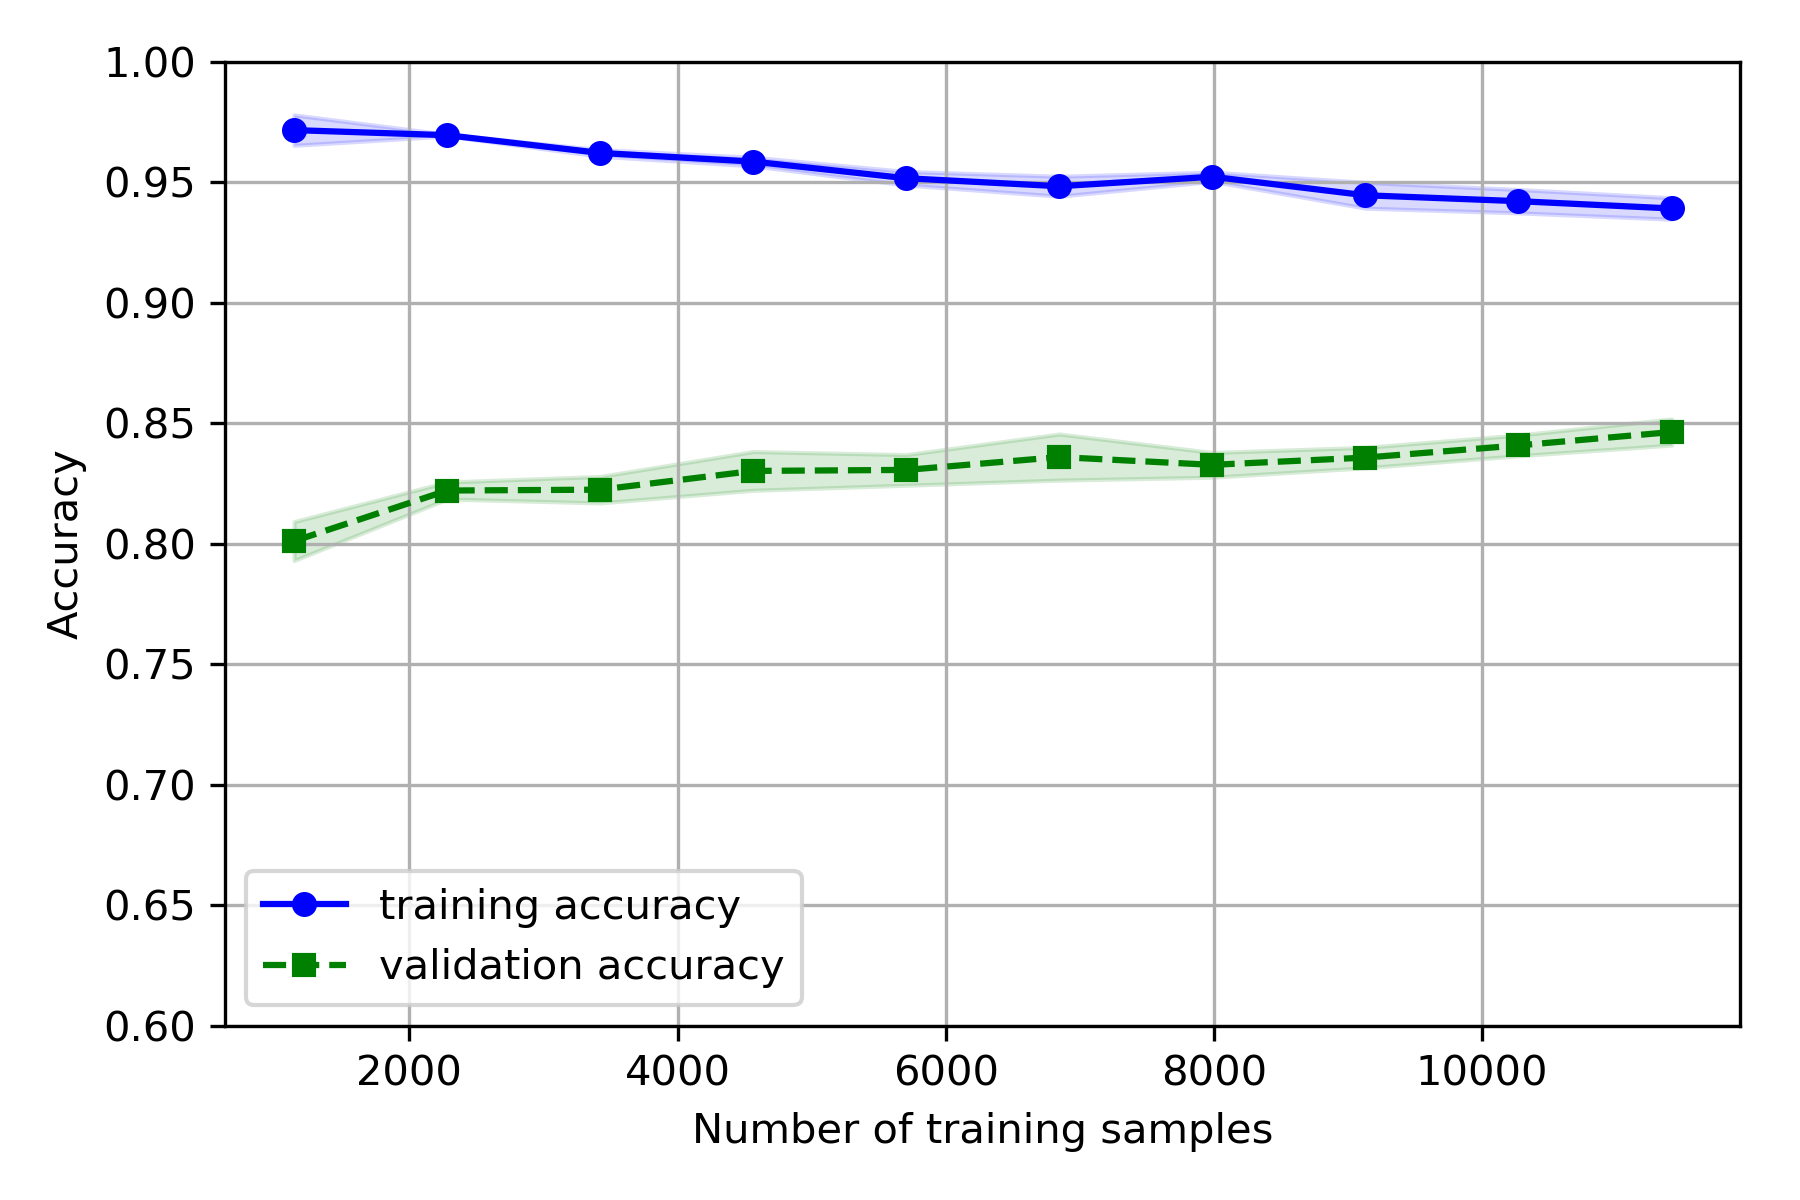 1.00
0.95
0.90
0.85
0.80
0.75
0.70
0.65
0.60
Accuracy
training accuracy
validation accuracy
2000 4000 6000 8000 10000
Number of training samples